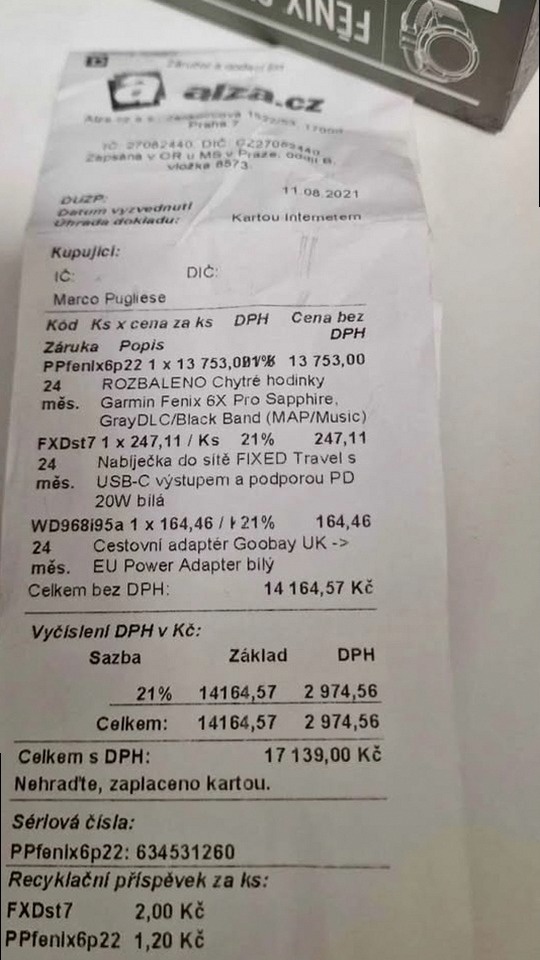 FĒNIX
Záruční a dodací list
alza.cz
Praha 7
IČ: 27082440, DIČ: CZ27082440
Zapsána v OR u MS v Praze, oddíl B,
vložka 8573.
DUZP: 11.08.2021
Datum vyzvednutí
Úhrada dokladu: Kartou Internetem
Kupující:
IČ: DIČ:
Marco Pugliese
Kód Ks x cena za ks DPH Cena bez
DPH
Záruka Popis
PPfenix6p22 1 x 13 753,00 21% 13 753,00
24 ROZBALENO Chytré hodinky
měs. Garmin Fenix 6X Pro Sapphire,
GrayDLC/Black Band (MAP/Music)
FXDst7 1 x 247,11 / Ks 21% 247,11
24 Nabíječka do sítě FIXED Travel s
měs. USB-C výstupem a podporou PD
20W bílá
WD968i95a 1 x 164,46 / 21% 164,46
24 Cestovní adaptér Goobay UK ->
měs. EU Power Adapter bílý
Celkem bez DPH: 14 164,57 Kč
Vyčíslení DPH v Kč:
Sazba Základ DPH
21% 14164,57 2 974,56
Celkem: 14164,57 2 974,56
Celkem s DPH: 17 139,00 Kč
Nehraďte, zaplaceno kartou.
Sériová čísla:
PPfenix6p22: 634531260
Recyklační příspěvek za ks:
FXDst7 2,00 Kč
PPfenix6p22 1,20 Kč